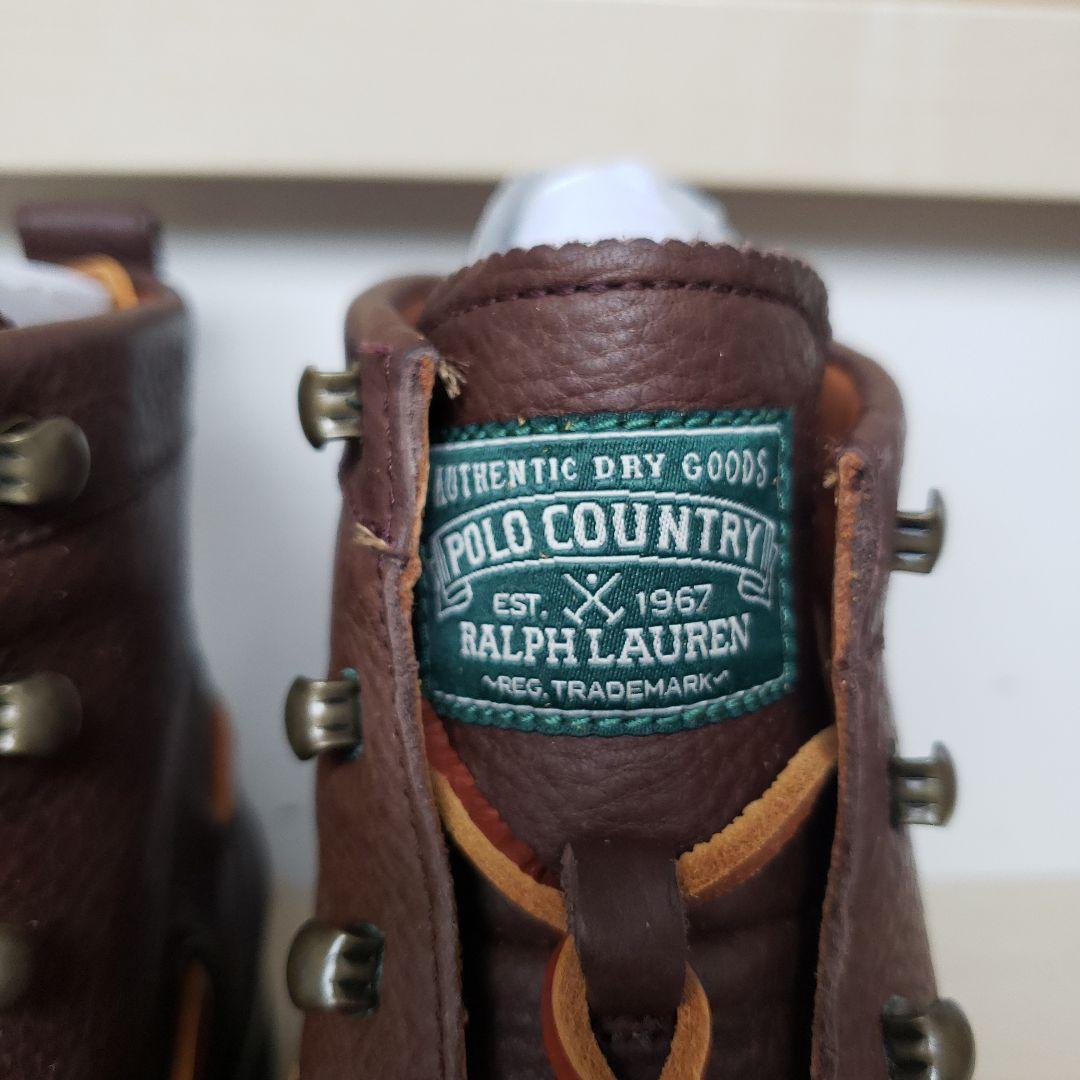 AUTHENTIC DRY GOODS
POLO COUNTRY
EST. 1967
RALPH LAUREN
~REG. TRADEMARK~